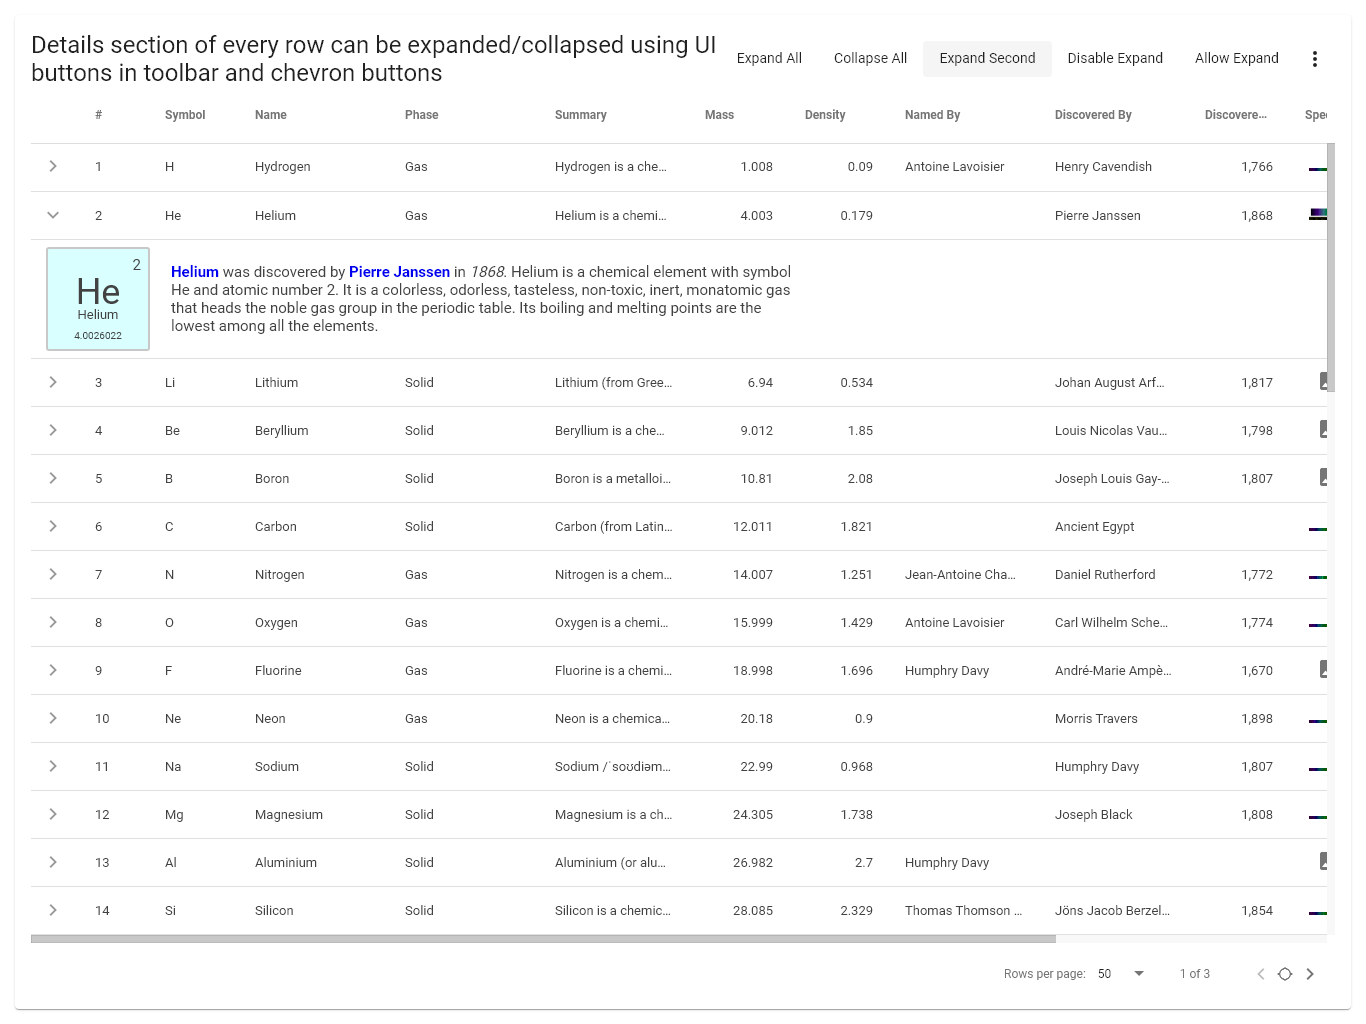 Details section of every row can be expanded/collapsed using UI
buttons in toolbar and chevron buttons
Expand All Collapse All Expand Second Disable Expand Allow Expand
# Symbol Name Phase Summary Mass Density Named By Discovered By Discovere... Spe
1 H Hydrogen Gas Hydrogen is a che... 1.008 0.09 Antoine Lavoisier Henry Cavendish 1,766
2 He Helium Gas Helium is a chemi... 4.003 0.179 Pierre Janssen 1,868
2
He
Helium
4.0026022
Helium was discovered by Pierre Janssen in 1868. Helium is a chemical element with symbol
He and atomic number 2. It is a colorless, odorless, tasteless, non-toxic, inert, monatomic gas
that heads the noble gas group in the periodic table. Its boiling and melting points are the
lowest among all the elements.
3 Li Lithium Solid Lithium (from Gree... 6.94 0.534 Johan August Arf... 1,817
4 Be Beryllium Solid Beryllium is a che... 9.012 1.85 Louis Nicolas Vau... 1,798
5 B Boron Solid Boron is a metalloi... 10.81 2.08 Joseph Louis Gay-... 1,807
6 C Carbon Solid Carbon (from Latin... 12.011 1.821 Ancient Egypt
7 N Nitrogen Gas Nitrogen is a chem... 14.007 1.251 Jean-Antoine Cha... Daniel Rutherford 1,772
8 O Oxygen Gas Oxygen is a chemi... 15.999 1.429 Antoine Lavoisier Carl Wilhelm Sche... 1,774
9 F Fluorine Gas Fluorine is a chemi... 18.998 1.696 Humphry Davy André-Marie Ampè... 1,670
10 Ne Neon Gas Neon is a chemica... 20.18 0.9 Morris Travers 1,898
11 Na Sodium Solid Sodium /ˈsoʊdiəm... 22.99 0.968 Humphry Davy 1,807
12 Mg Magnesium Solid Magnesium is a ch... 24.305 1.738 Joseph Black 1,808
13 Al Aluminium Solid Aluminium (or alu... 26.982 2.7 Humphry Davy
14 Si Silicon Solid Silicon is a chemic... 28.085 2.329 Thomas Thomson ... Jöns Jacob Berzel... 1,854
Rows per page: 50 1 of 3